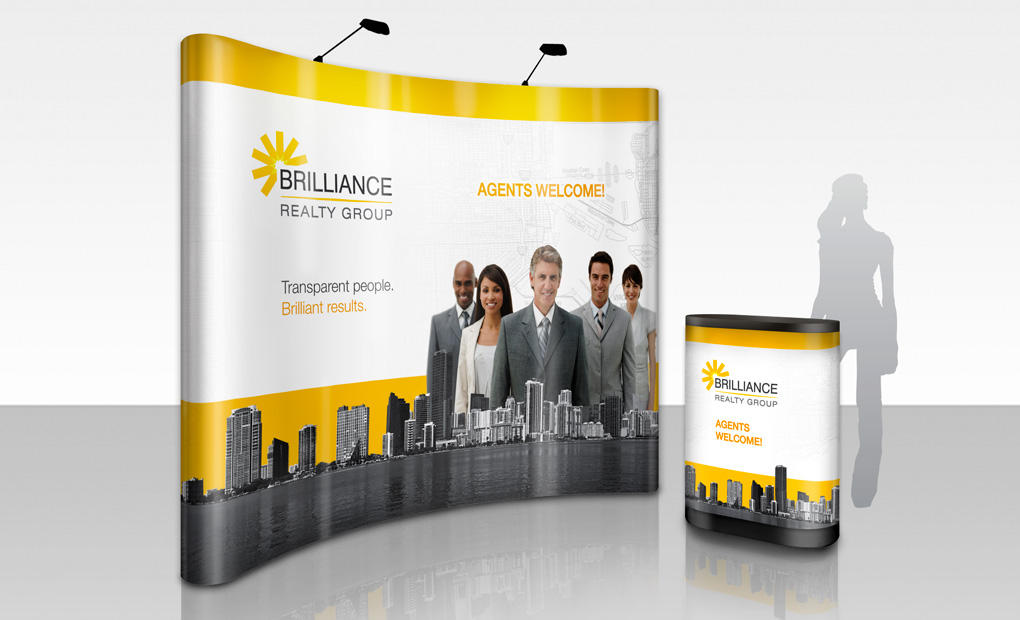 BRILLIANCE
REALTY GROUP
AGENTS WELCOME!
Transparent people.
Brilliant results.
BRILLIANCE
REALTY GROUP
AGENTS
WELCOME!